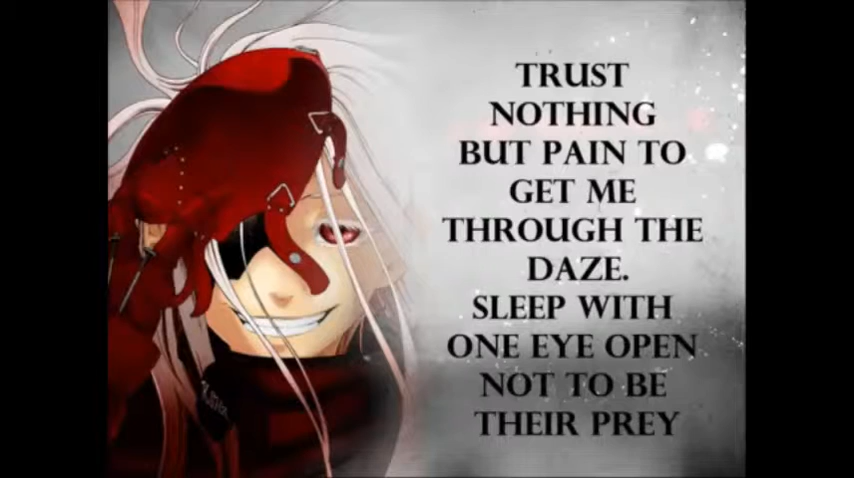 TRUST
NOTHING
BUT PAIN TO
GET ME
THROUGH THE
DAZE.
SLEEP WITH
ONE EYE OPEN
NOT TO BE
THEIR PREY